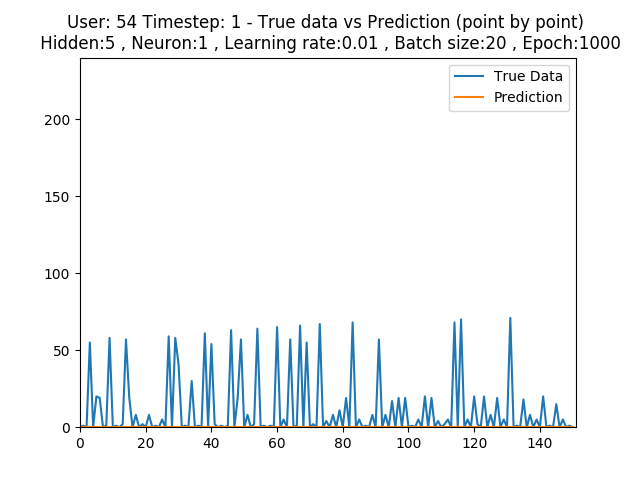 User: 54 Timestep: 1 - True data vs Prediction (point by point)
Hidden:5 , Neuron:1 , Learning rate:0.01 , Batch size:20 , Epoch:1000
True Data
Prediction
200
150
100
50
0
0 20 40 60 80 100 120 140